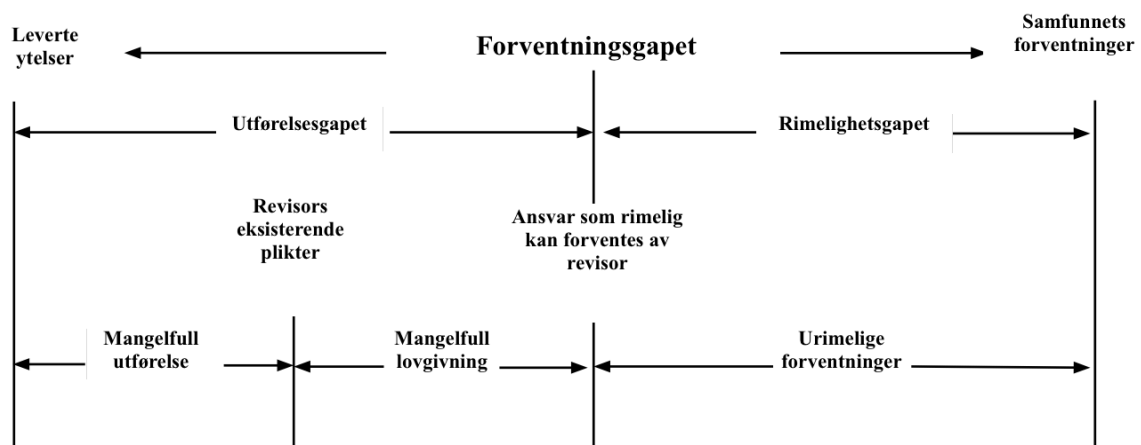 Leverte
ytelser
Forventningsgapet
Samfunnets
forventninger
Utførelsesgapet
Rimelighetsgapet
Revisors
eksisterende
plikter
Ansvar som rimelig
kan forventes av
revisor
Mangelfull
utførelse
Mangelfull
lovgivning
Urimelige
forventninger